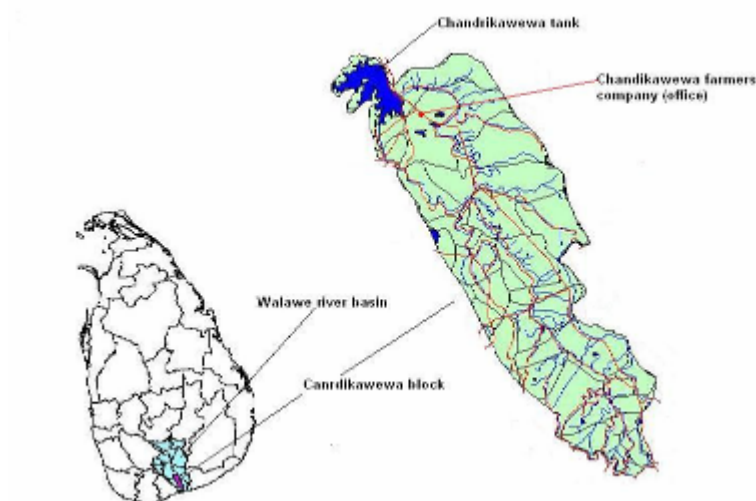 Chandrikawewa tank
Chandikawewa farmers
company (office)
Walawe river basin
Canrdikawewa block